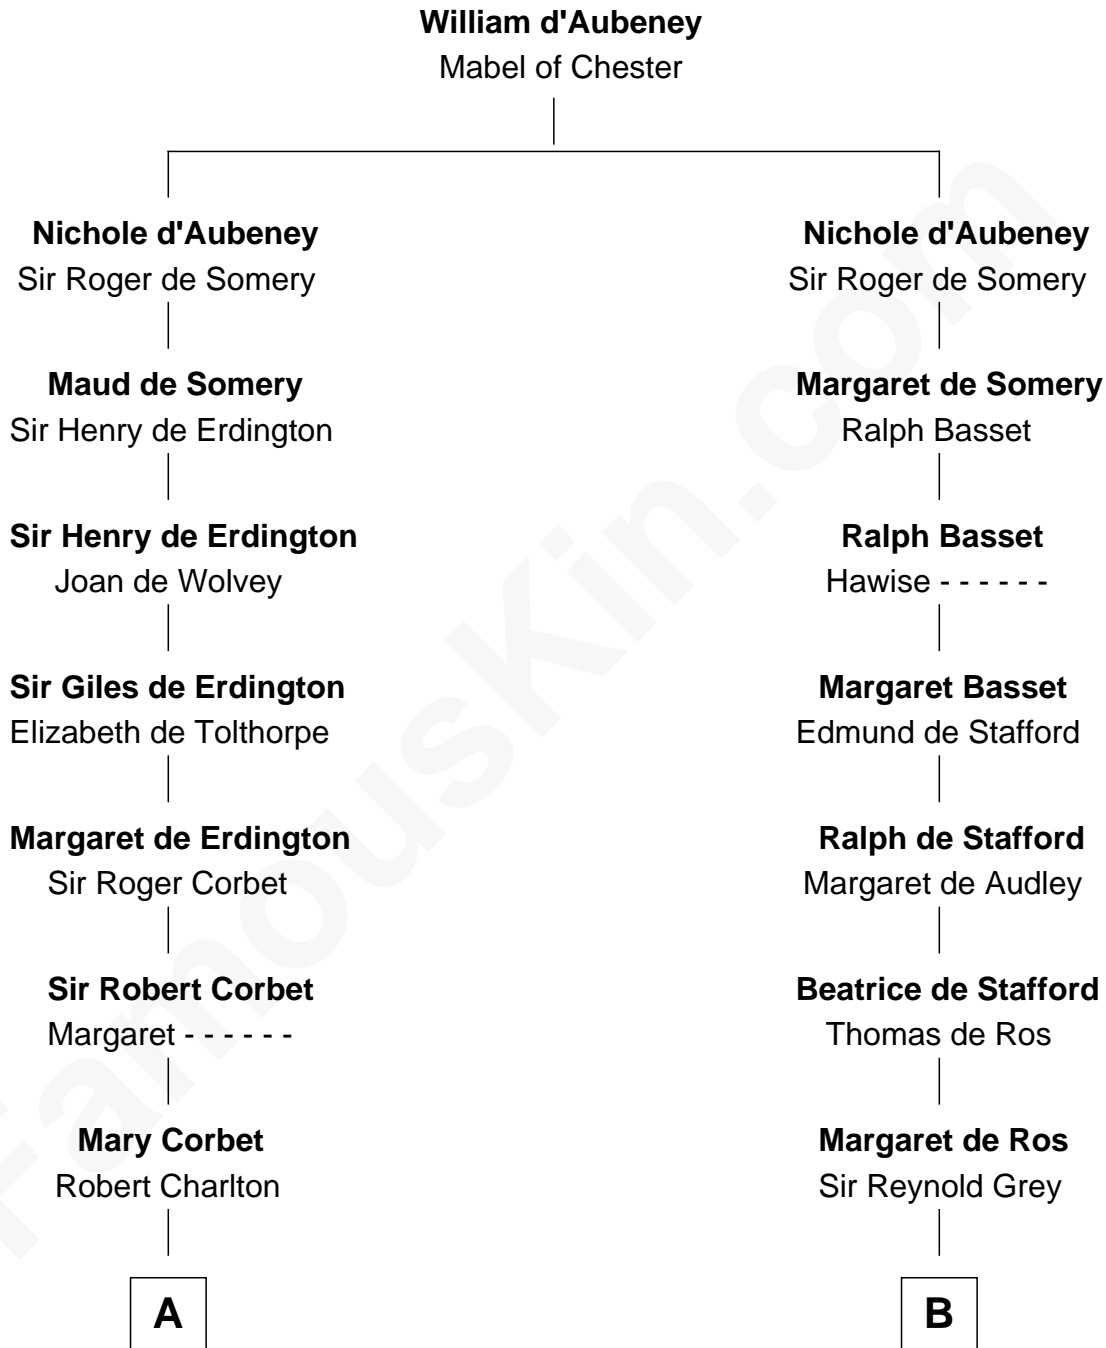 William d'Aubeney
Mabel of Chester
Nichole d'Aubeney
Sir Roger de Somery
Maud de Somery
Sir Henry de Erdington
Sir Henry de Erdington
Joan de Wolvey
Sir Giles de Erdington
Elizabeth de Tolthorpe
Margaret de Erdington
Sir Roger Corbet
Sir Robert Corbet
Margaret - - - - - -
Mary Corbet
Robert Charlton
A
Nichole d'Aubeney
Sir Roger de Somery
Margaret de Somery
Ralph Basset
Ralph Basset
Hawise - - - - - -
Margaret Basset
Edmund de Stafford
Ralph de Stafford
Margaret de Audley
Beatrice de Stafford
Thomas de Ros
Margaret de Ros
Sir Reynold Grey
B
FamousKin.com